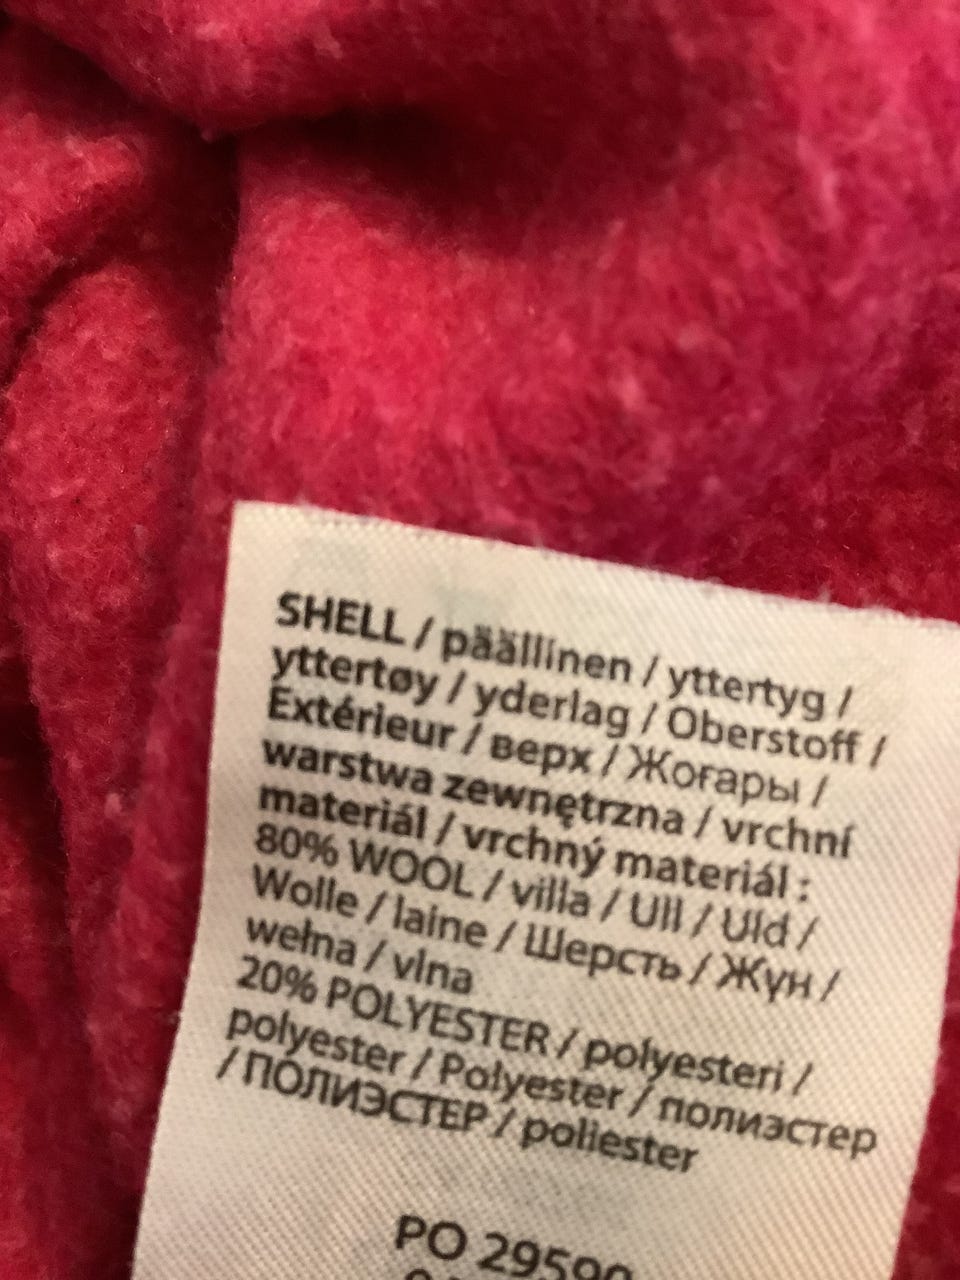 SHELL / päällinen / yttertyg /
yttertøy / yderlag / Oberstoff /
Extérieur / верх / Жоғары /
warstwa zewnętrzna / vrchní
materiál / vrchný materiál :
80% WOOL / villa / Ull / Uld /
Wolle / laine / Шерсть / Жүн /
wełna / vlna
20% POLYESTER / polyesteri /
polyester / Polyester / полиэстер
/ ПОЛИЭСТЕР / poliester
PO 29590